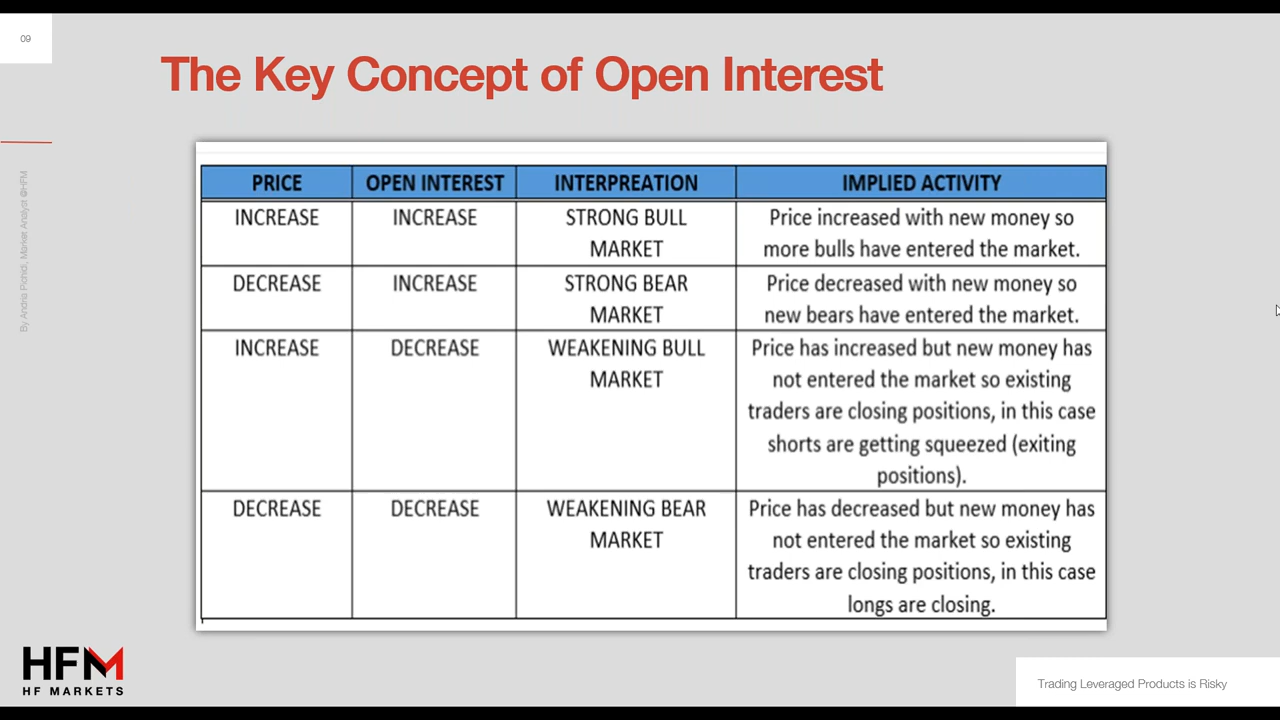 09
The Key Concept of Open Interest
By Andria Pichidi, Market Analyst @HFM
PRICE OPEN INTEREST INTERPREATION IMPLIED ACTIVITY
INCREASE INCREASE STRONG BULL MARKET Price increased with new money so
more bulls have entered the market.
DECREASE INCREASE STRONG BEAR MARKET Price decreased with new money so
new bears have entered the market.
INCREASE DECREASE WEAKENING BULL MARKET Price has increased but new money has
not entered the market so existing
traders are closing positions, in this case
shorts are getting squeezed (exiting
positions).
DECREASE DECREASE WEAKENING BEAR MARKET Price has decreased but new money has
not entered the market so existing
traders are closing positions, in this case
longs are closing.
HFM
HF MARKETS
Trading Leveraged Products is Risky